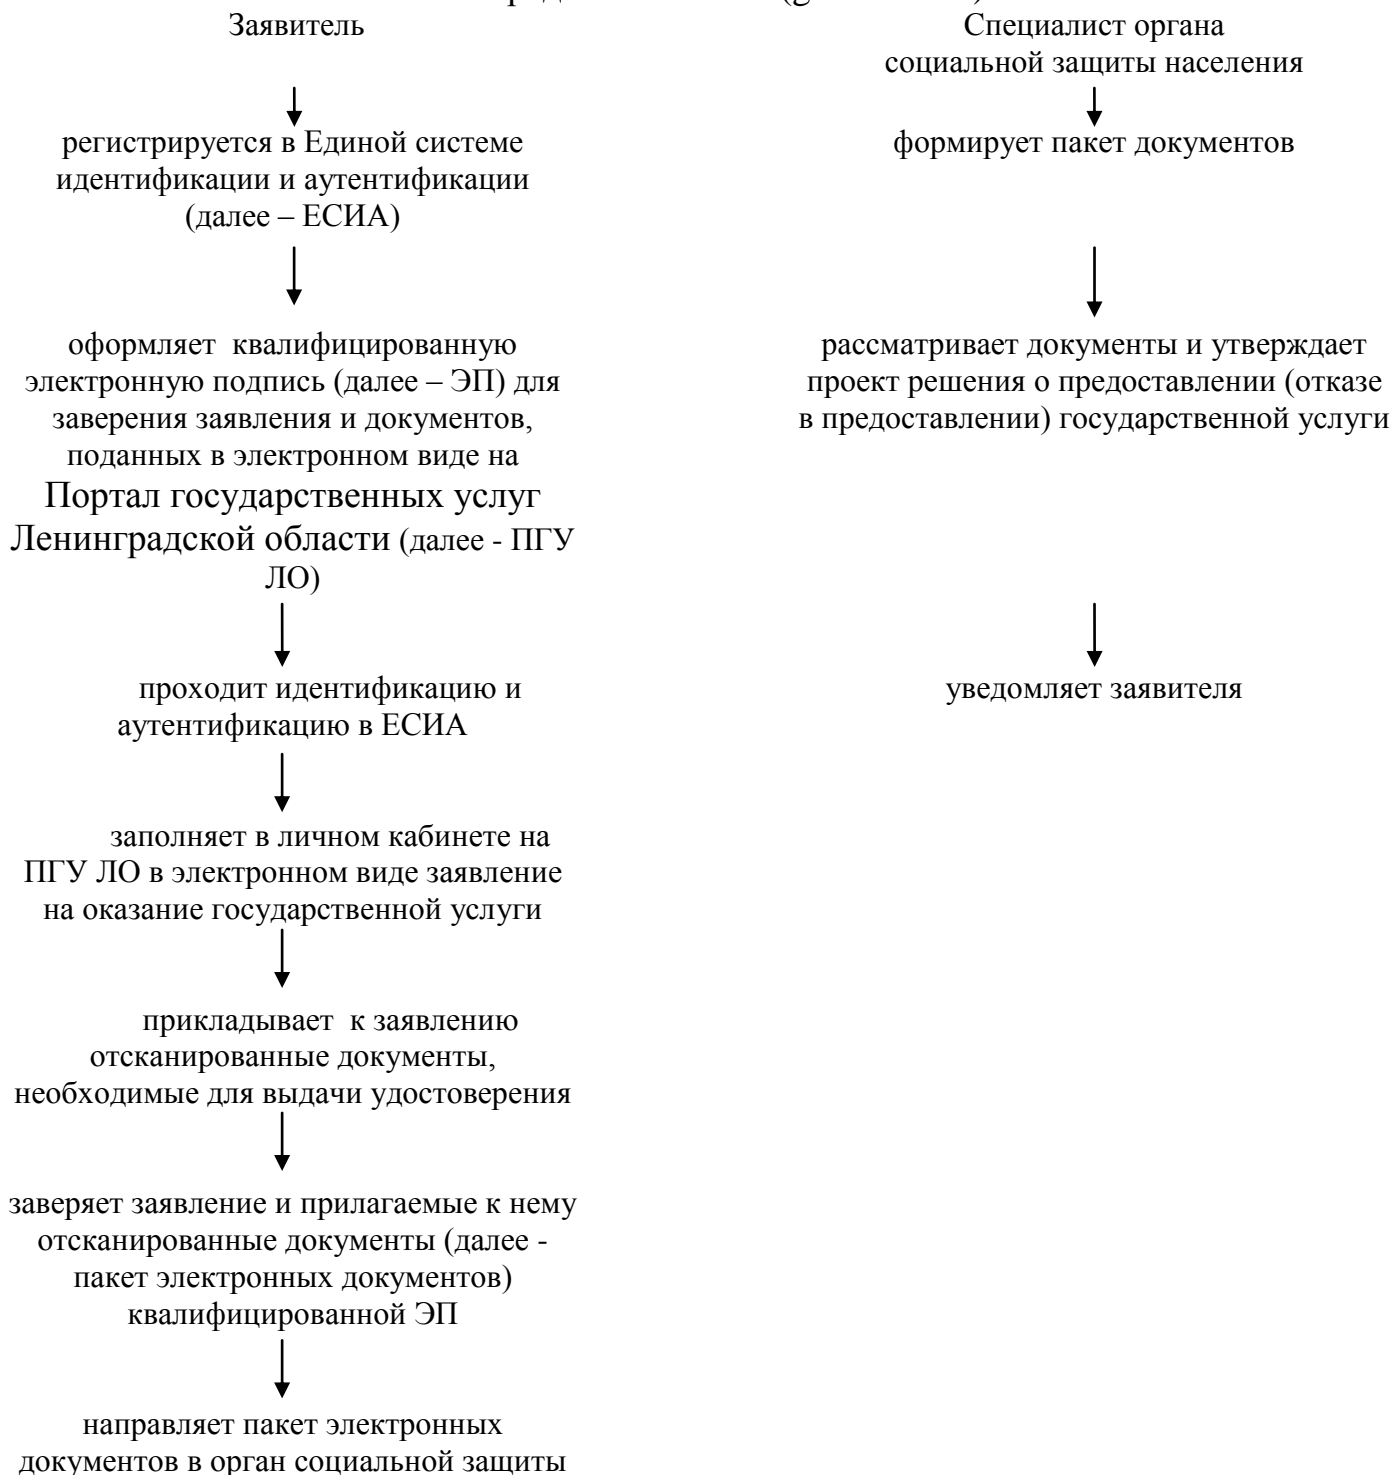 Заявитель
регистрируется в Единой системе
идентификации и аутентификации
(далее – ЕСИА)
оформляет квалифицированную
электронную подпись (далее – ЭП) для
заверения заявления и документов,
поданных в электронном виде на
Портал государственных услуг
Ленинградской области (далее - ПГУ
ЛО)
проходит идентификацию и
аутентификацию в ЕСИА
заполняет в личном кабинете на
ПГУ ЛО в электронном виде заявление
на оказание государственной услуги
прикладывает к заявлению
отсканированные документы,
необходимые для выдачи удостоверения
заверяет заявление и прилагаемые к нему
отсканированные документы (далее -
пакет электронных документов)
квалифицированной ЭП
направляет пакет электронных
документов в орган социальной защиты
Специалист органа
социальной защиты населения
формирует пакет документов
рассматривает документы и утверждает
проект решения о предоставлении (отказе
в предоставлении) государственной услуги
уведомляет заявителя